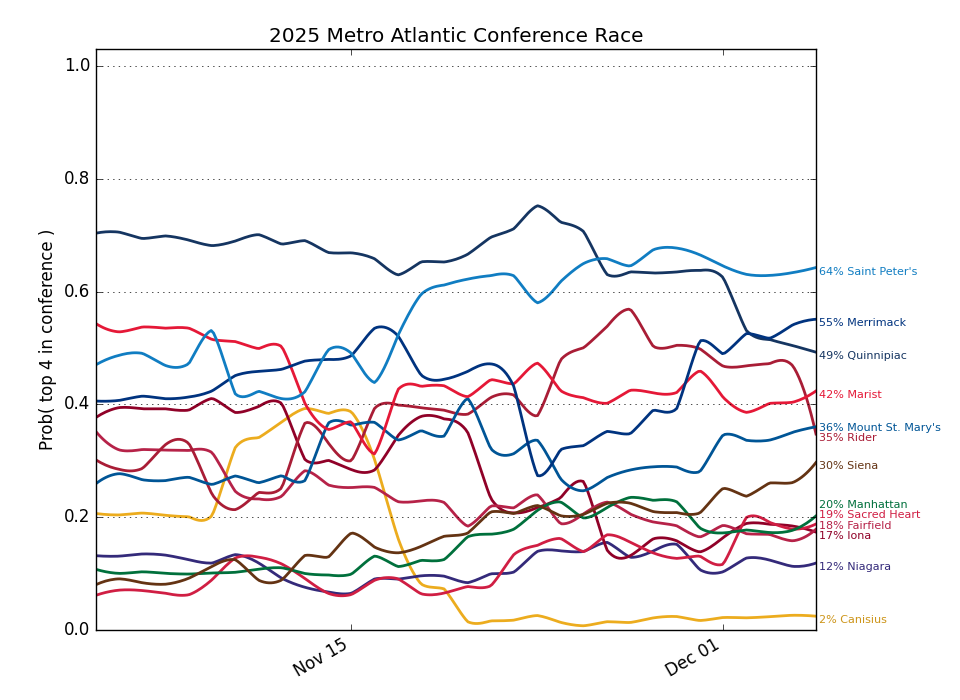 2025 Metro Atlantic Conference Race
Prob( top 4 in conference )
1.0
0.8
0.6
0.4
0.2
0.0
Nov 15
Dec 01
64% Saint Peter's
55% Merrimack
49% Quinnipiac
42% Marist
36% Mount St. Mary's
35% Rider
30% Siena
20% Manhattan
19% Sacred Heart
18% Fairfield
17% Iona
12% Niagara
2% Canisius